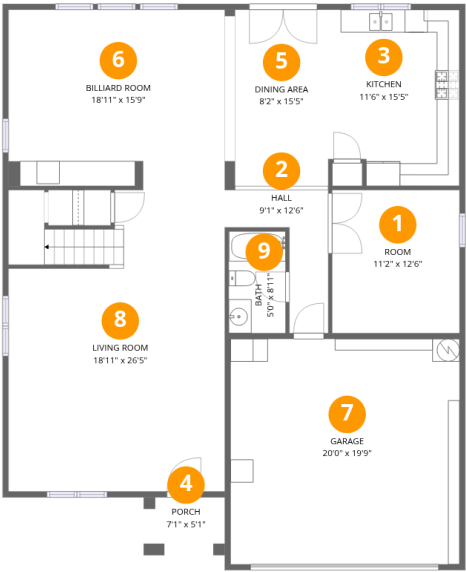 6
BILLIARD ROOM
18'11" x 15'9"
5
DINING AREA
8'2" x 15'5"
3
KITCHEN
11'6" x 15'5"
2
HALL
9'1" x 12'6"
1
ROOM
11'2" x 12'6"
9
BATH
5'0" x 8'11"
8
LIVING ROOM
18'11" x 26'5"
7
GARAGE
20'0" x 19'9"
4
PORCH
7'1" x 5'1"